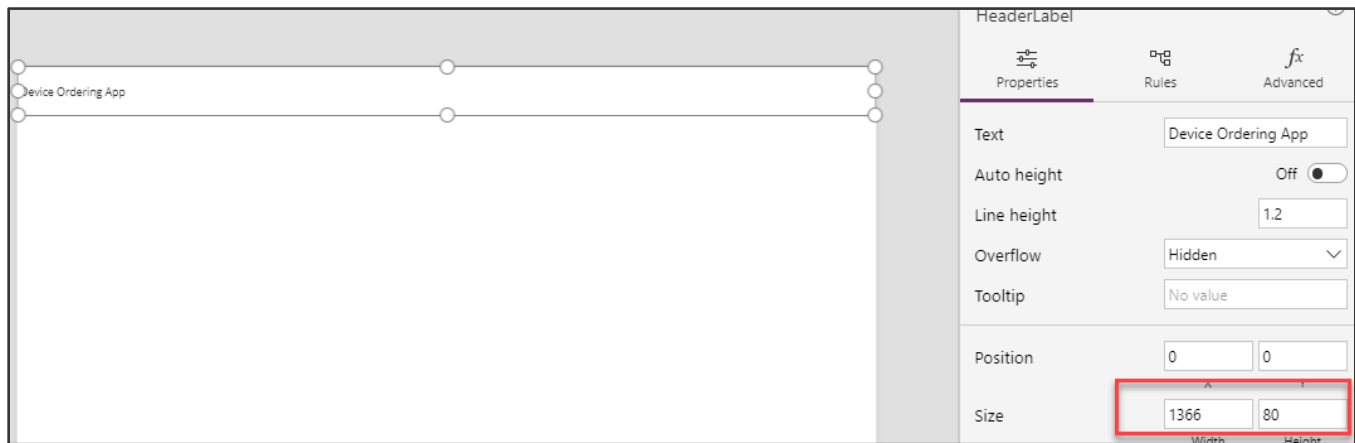 HeaderLabel
Properties Rules fx Advanced
Device Ordering App
Text Device Ordering App
Auto height Off
Line height 1.2
Overflow Hidden
Tooltip No value
Position 0 0
X Y
Size 1366 80
Width Height